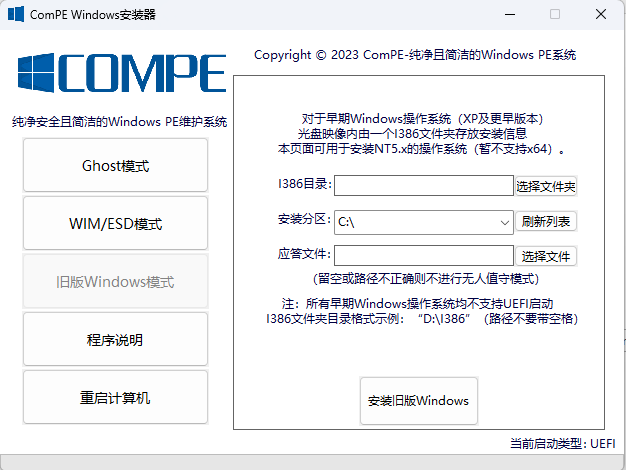 ComPE Windows安装器
COMPE
纯净安全且简洁的Windows PE维护系统
Ghost模式
WIM/ESD模式
旧版Windows模式
程序说明
重启计算机
Copyright © 2023 ComPE-纯净且简洁的Windows PE系统
对于早期Windows操作系统（XP及更早版本）
光盘映像内由一个I386文件夹存放安装信息
本页面可用于安装NT5.x的操作系统（暂不支持x64）。
I386目录: 选择文件夹
安装分区: C:\ 刷新列表
应答文件: 选择文件
（留空或路径不正确则不进行无人值守模式）
注：所有早期Windows操作系统均不支持UEFI启动
I386文件夹目录格式示例：“D:\I386”（路径不要带空格）
安装旧版Windows
当前启动类型: UEFI